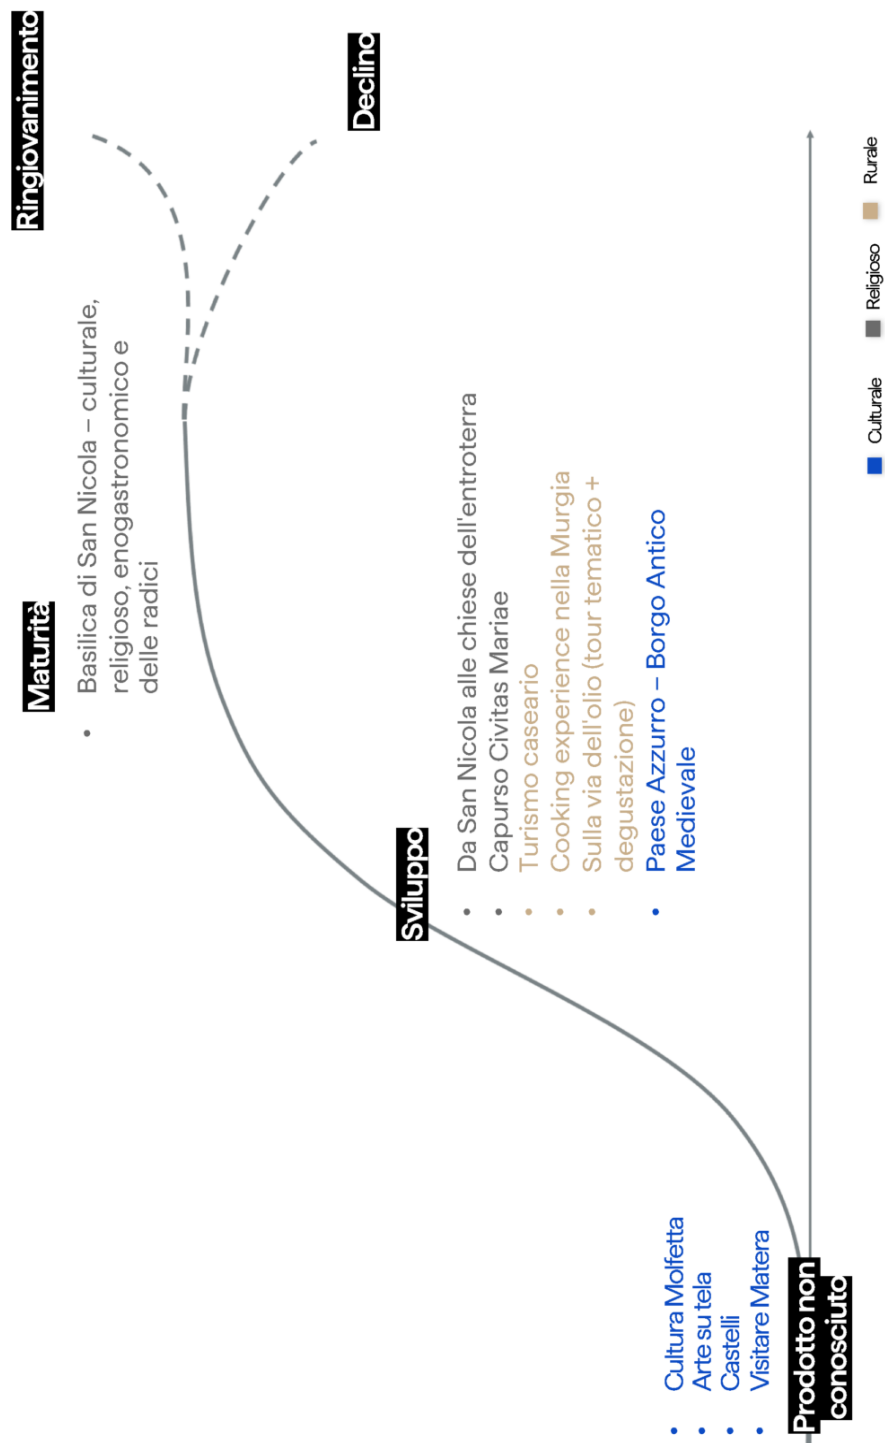 Ringiovanimento
Maturità
Declino
• Basilica di San Nicola – culturale,
religioso, enogastronomico e
delle radici
Sviluppo
• Da San Nicola alle chiese dell'entroterra
• Capurso Civitas Mariae
• Turismo caseario
• Cooking experience nella Murgia
• Sulla via dell'olio (tour tematico +
degustazione)
• Paese Azzurro – Borgo Antico
Medievale
• Cultura Molfetta
• Arte su tela
• Castelli
• Visitare Matera
Prodotto non
conosciuto
Culturale
Religioso
Rurale